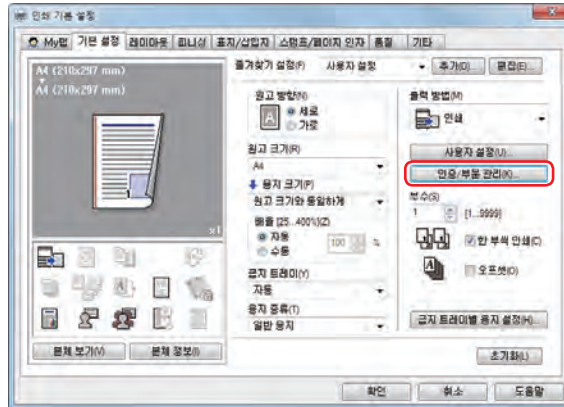 인쇄 기본 설정
My탭 기본 설정 레이아웃 피니싱 표지/삽입지 스탬프/페이지 인자 품질 기타
A4 (210x297 mm)
A4 (210x297 mm)
x1
본체 보기(V) 본체 정보(I)
즐겨찾기 설정(F) 사용자 설정 추가(D)... 편집(E)...
원고 방향(N)
세로
가로
원고 크기(R)
A4
용지 크기(P)
원고 크기와 동일하게
배율 [25...400%](Z)
자동
수동
100 %
급지 트레이(Y)
자동
용지 종류(T)
일반 용지
출력 방법(M)
인쇄
사용자 설정(U)...
인증/부문 관리(K)...
부수(S)
1 [1...9999]
한 부씩 인쇄(C)
오프셋(O)
급지 트레이별 용지 설정(H)...
초기화(L)
확인 취소 도움말